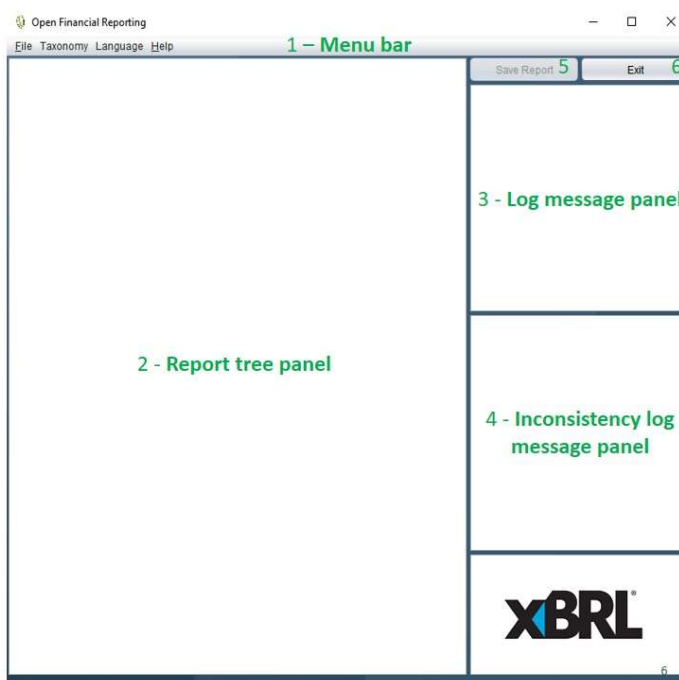 Open Financial Reporting
File Taxonomy Language Help
1 – Menu bar
Save Report 5
Exit 6
3 - Log message panel
2 - Report tree panel
4 - Inconsistency log
message panel
XBRL®
6